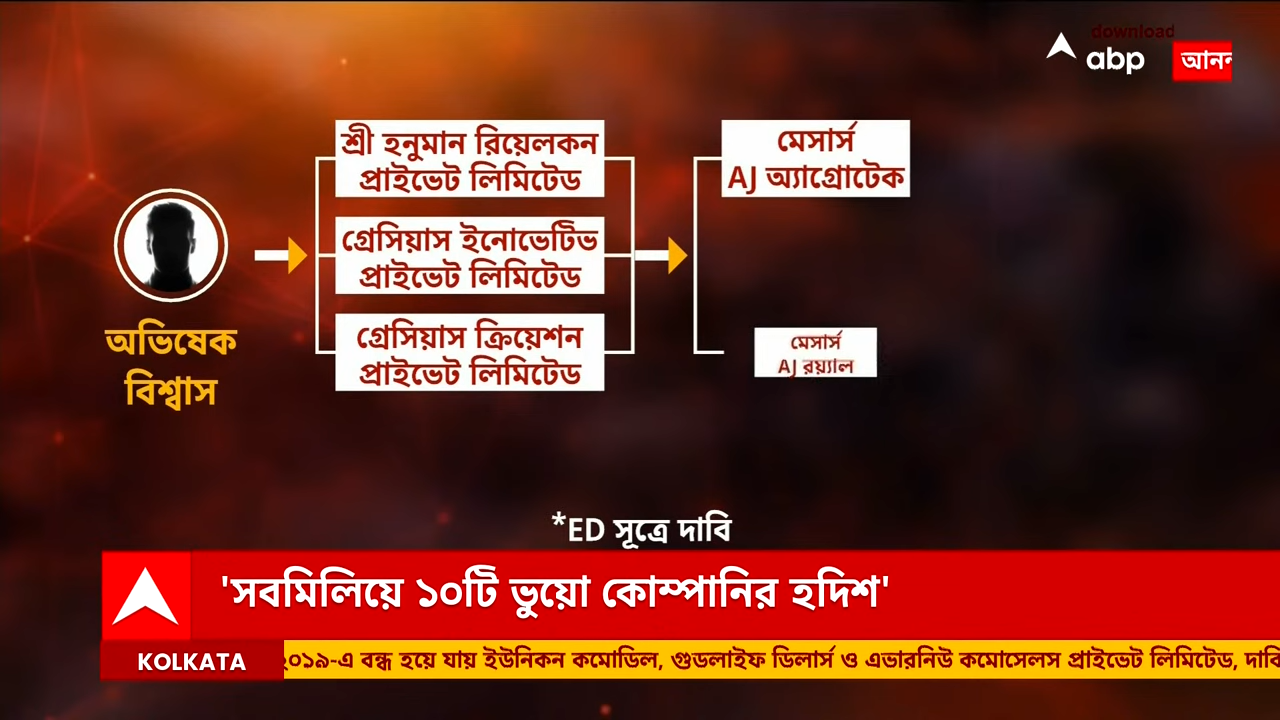 download
abp
আনন
শ্রী হনুমান রিয়েলকন
প্রাইভেট লিমিটেড
গ্রেসিয়াস ইনোভেটিভ
প্রাইভেট লিমিটেড
গ্রেসিয়াস ক্রিয়েশন
প্রাইভেট লিমিটেড
মেসার্স
AJ অ্যাগ্রোটেক
মেসার্স
AJ রয়্যাল
অভিষেক
বিশ্বাস
*ED সূত্রে দাবি
'সবমিলিয়ে ১০টি ভুয়ো কোম্পানির হদিশ'
KOLKATA
২০১৯-এ বন্ধ হয়ে যায় ইউনিকন কমোডিল, গুডলাইফ ডিলার্স ও এভারনিউ কমোসেলস প্রাইভেট লিমিটেড, দাবি